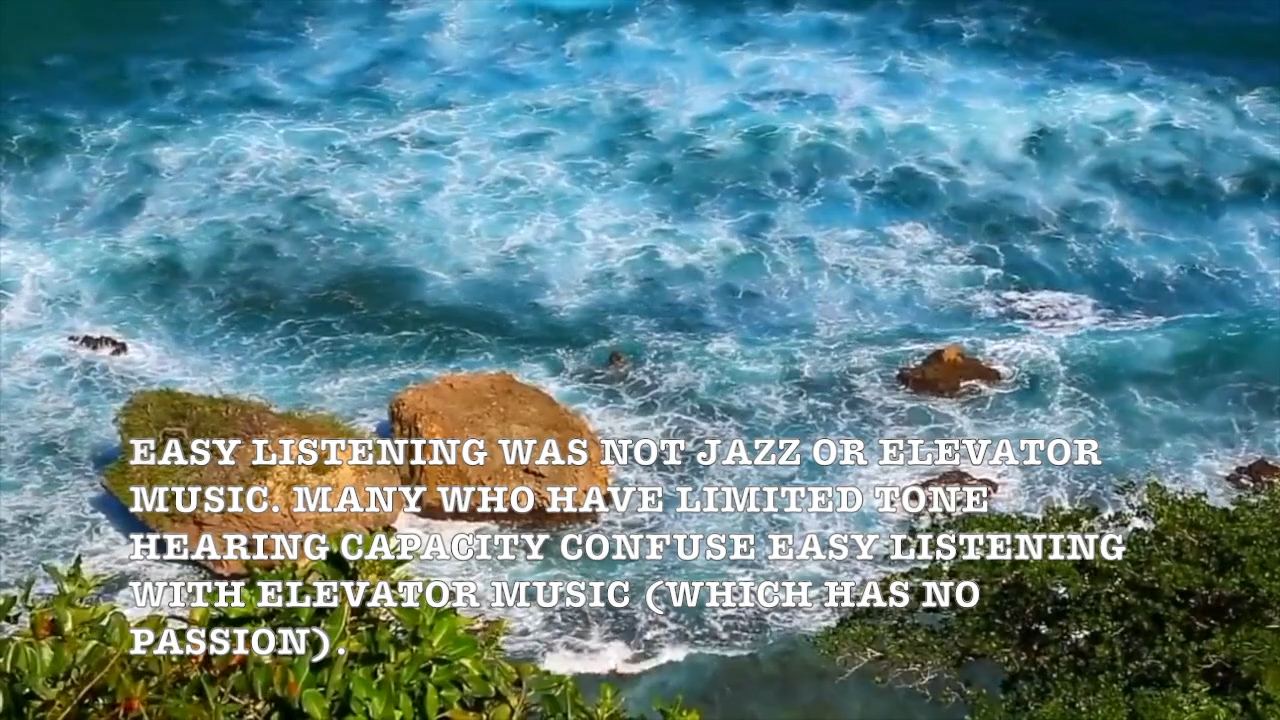 EASY LISTENING WAS NOT JAZZ OR ELEVATOR
MUSIC. MANY WHO HAVE LIMITED TONE
HEARING CAPACITY CONFUSE EASY LISTENING
WITH ELEVATOR MUSIC (WHICH HAS NO
PASSION).